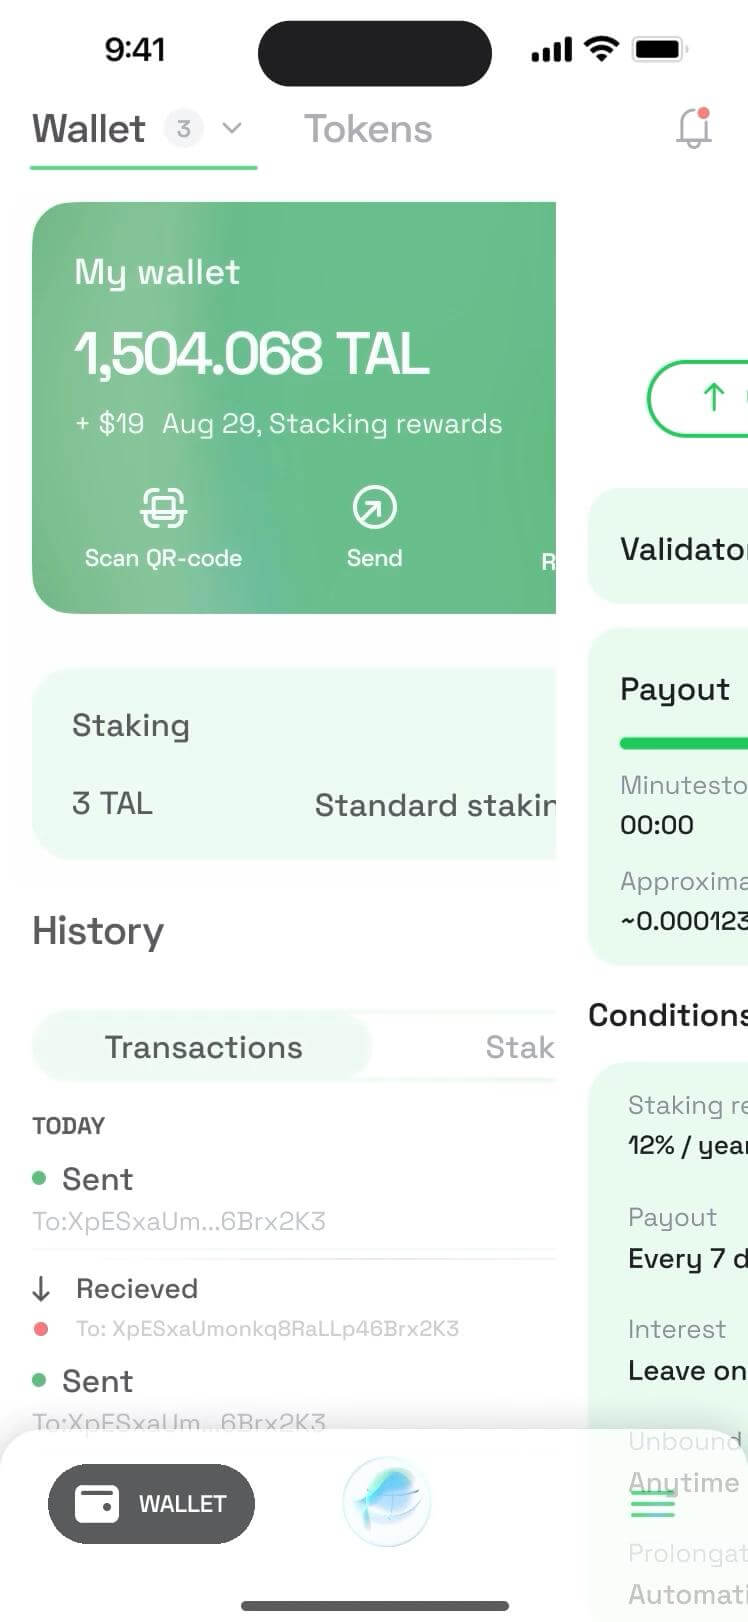 9:41
Wallet 3 Tokens
My wallet
1,504.068 TAL
+ $19 Aug 29, Stacking rewards
Scan QR-code Send R
Staking
3 TAL Standard stakin
History
Transactions Stak
TODAY
Sent
To:XpESxaUm...6Brx2K3
Recieved
To: XpESxaUmonkq8RaLLp46Brx2K3
Sent
To:XpESxaUm...6Brx2K3
WALLET
Validator
Payout
Minutesto
00:00
Approxima
~0.000123
Conditions
Staking re
12% / year
Payout
Every 7 d
Interest
Leave on
Unbound
Anytime
Prolongat
Automati